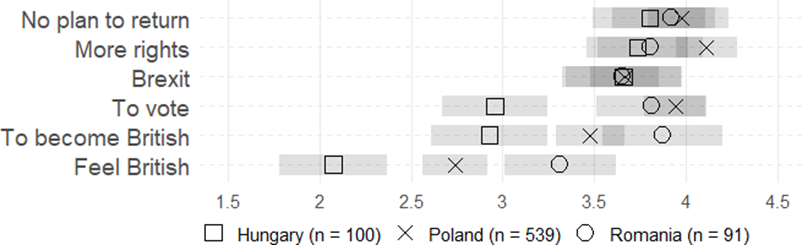 No plan to return
More rights
Brexit
To vote
To become British
Feel British
1.5 2 2.5 3 3.5 4 4.5
Hungary (n = 100) Poland (n = 539) Romania (n = 91)